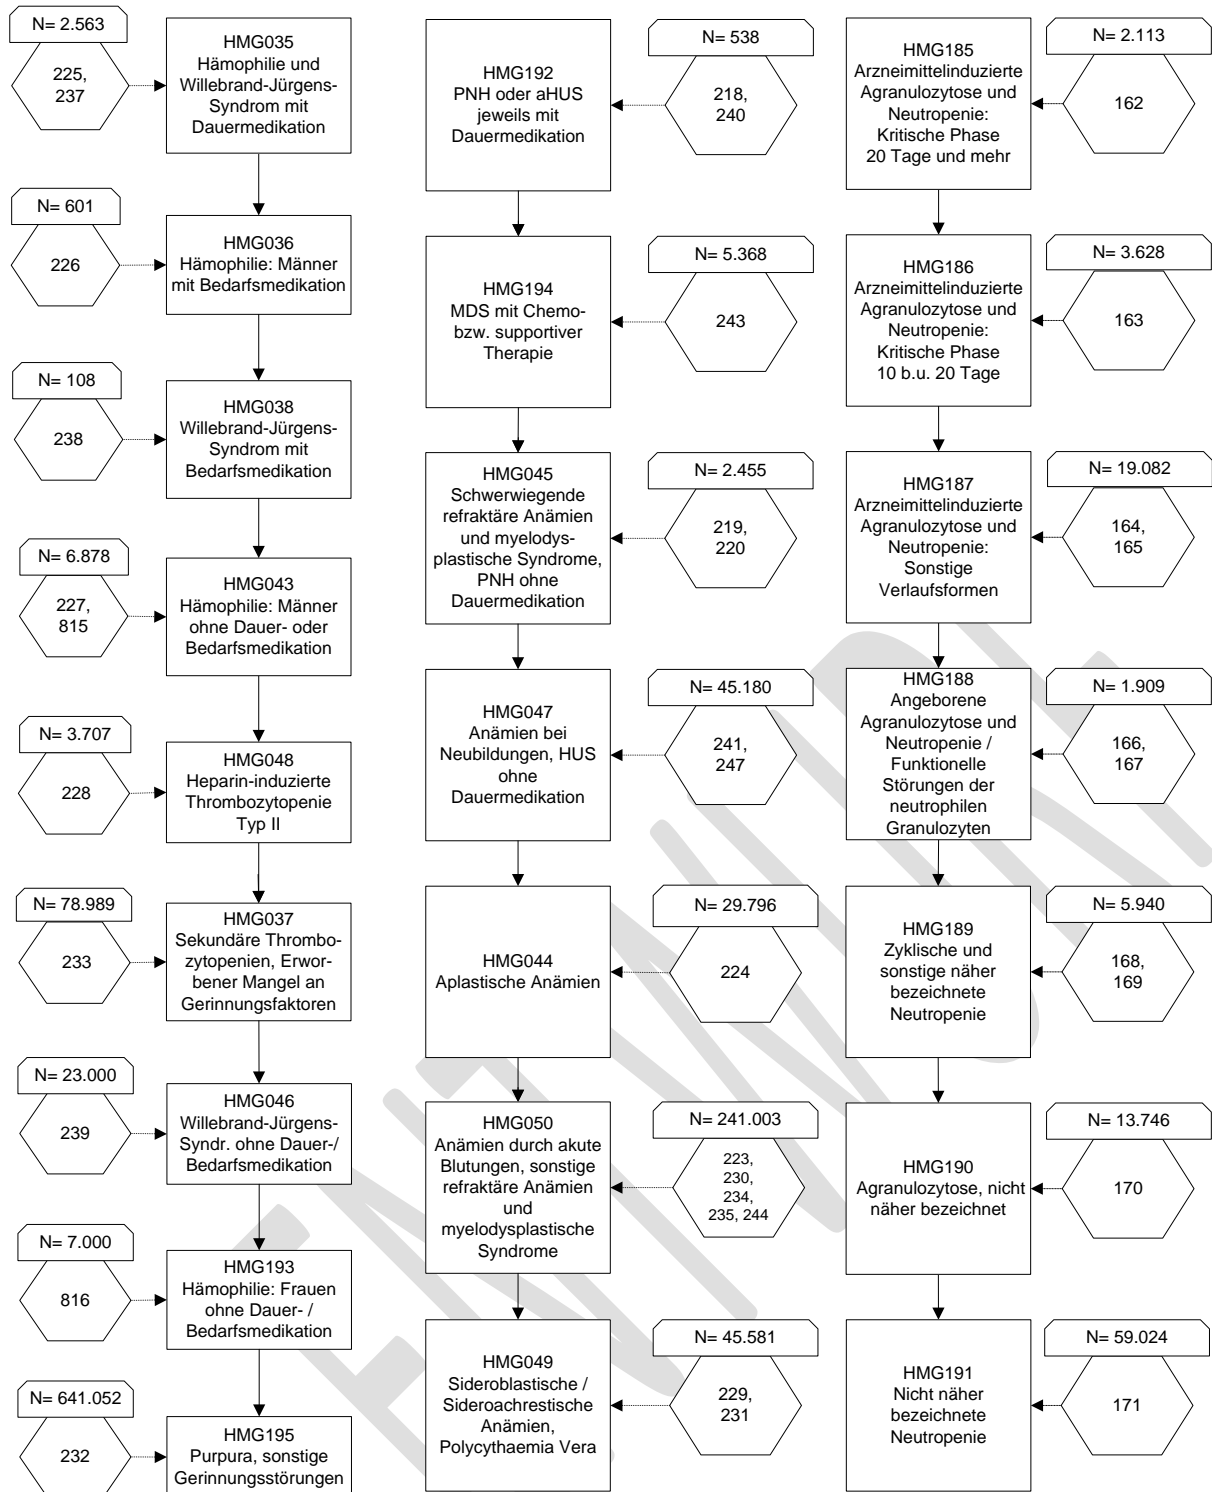 N= 2.563
225,
237
HMG035
Hämophilie und
Willebrand-Jürgens-
Syndrom mit
Dauermedikation
N= 601
226
HMG036
Hämophilie: Männer
mit Bedarfsmedikation
N= 108
238
HMG038
Willebrand-Jürgens-
Syndrom mit
Bedarfsmedikation
N= 6.878
227,
815
HMG043
Hämophilie: Männer
ohne Dauer- oder
Bedarfsmedikation
N= 3.707
228
HMG048
Heparin-induzierte
Thrombozytopenie
Typ II
N= 78.989
233
HMG037
Sekundäre Thrombo-
zytopenien, Erwor-
bener Mangel an
Gerinnungsfaktoren
N= 23.000
239
HMG046
Willebrand-Jürgens-
Syndr. ohne Dauer-/
Bedarfsmedikation
N= 7.000
816
HMG193
Hämophilie: Frauen
ohne Dauer- /
Bedarfsmedikation
N= 641.052
232
HMG195
Purpura, sonstige
Gerinnungsstörungen
HMG192
PNH oder aHUS
jeweils mit
Dauermedikation
N= 538
218,
240
HMG194
MDS mit Chemo-
bzw. supportiver
Therapie
N= 5.368
243
HMG045
Schwerwiegende
refraktäre Anämien
und myelodys-
plastische Syndrome,
PNH ohne
Dauermedikation
N= 2.455
219,
220
HMG047
Anämien bei
Neubildungen, HUS
ohne
Dauermedikation
N= 45.180
241,
247
HMG044
Aplastische Anämien
N= 29.796
224
HMG050
Anämien durch akute
Blutungen, sonstige
refraktäre Anämien
und
myelodysplastische
Syndrome
N= 241.003
223,
230,
234,
235, 244
HMG049
Sideroblastische /
Sideroachrestische
Anämien,
Polycythaemia Vera
N= 45.581
229,
231
HMG185
Arzneimittelinduzierte
Agranulozytose und
Neutropenie:
Kritische Phase
20 Tage und mehr
N= 2.113
162
HMG186
Arzneimittelinduzierte
Agranulozytose und
Neutropenie:
Kritische Phase
10 b.u. 20 Tage
N= 3.628
163
HMG187
Arzneimittelinduzierte
Agranulozytose und
Neutropenie:
Sonstige
Verlaufsformen
N= 19.082
164,
165
HMG188
Angeborene
Agranulozytose und
Neutropenie /
Funktionelle
Störungen der
neutrophilen
Granulozyten
N= 1.909
166,
167
HMG189
Zyklische und
sonstige näher
bezeichnete
Neutropenie
N= 5.940
168,
169
HMG190
Agranulozytose, nicht
näher bezeichnet
N= 13.746
170
HMG191
Nicht näher
bezeichnete
Neutropenie
N= 59.024
171
ENTWURF